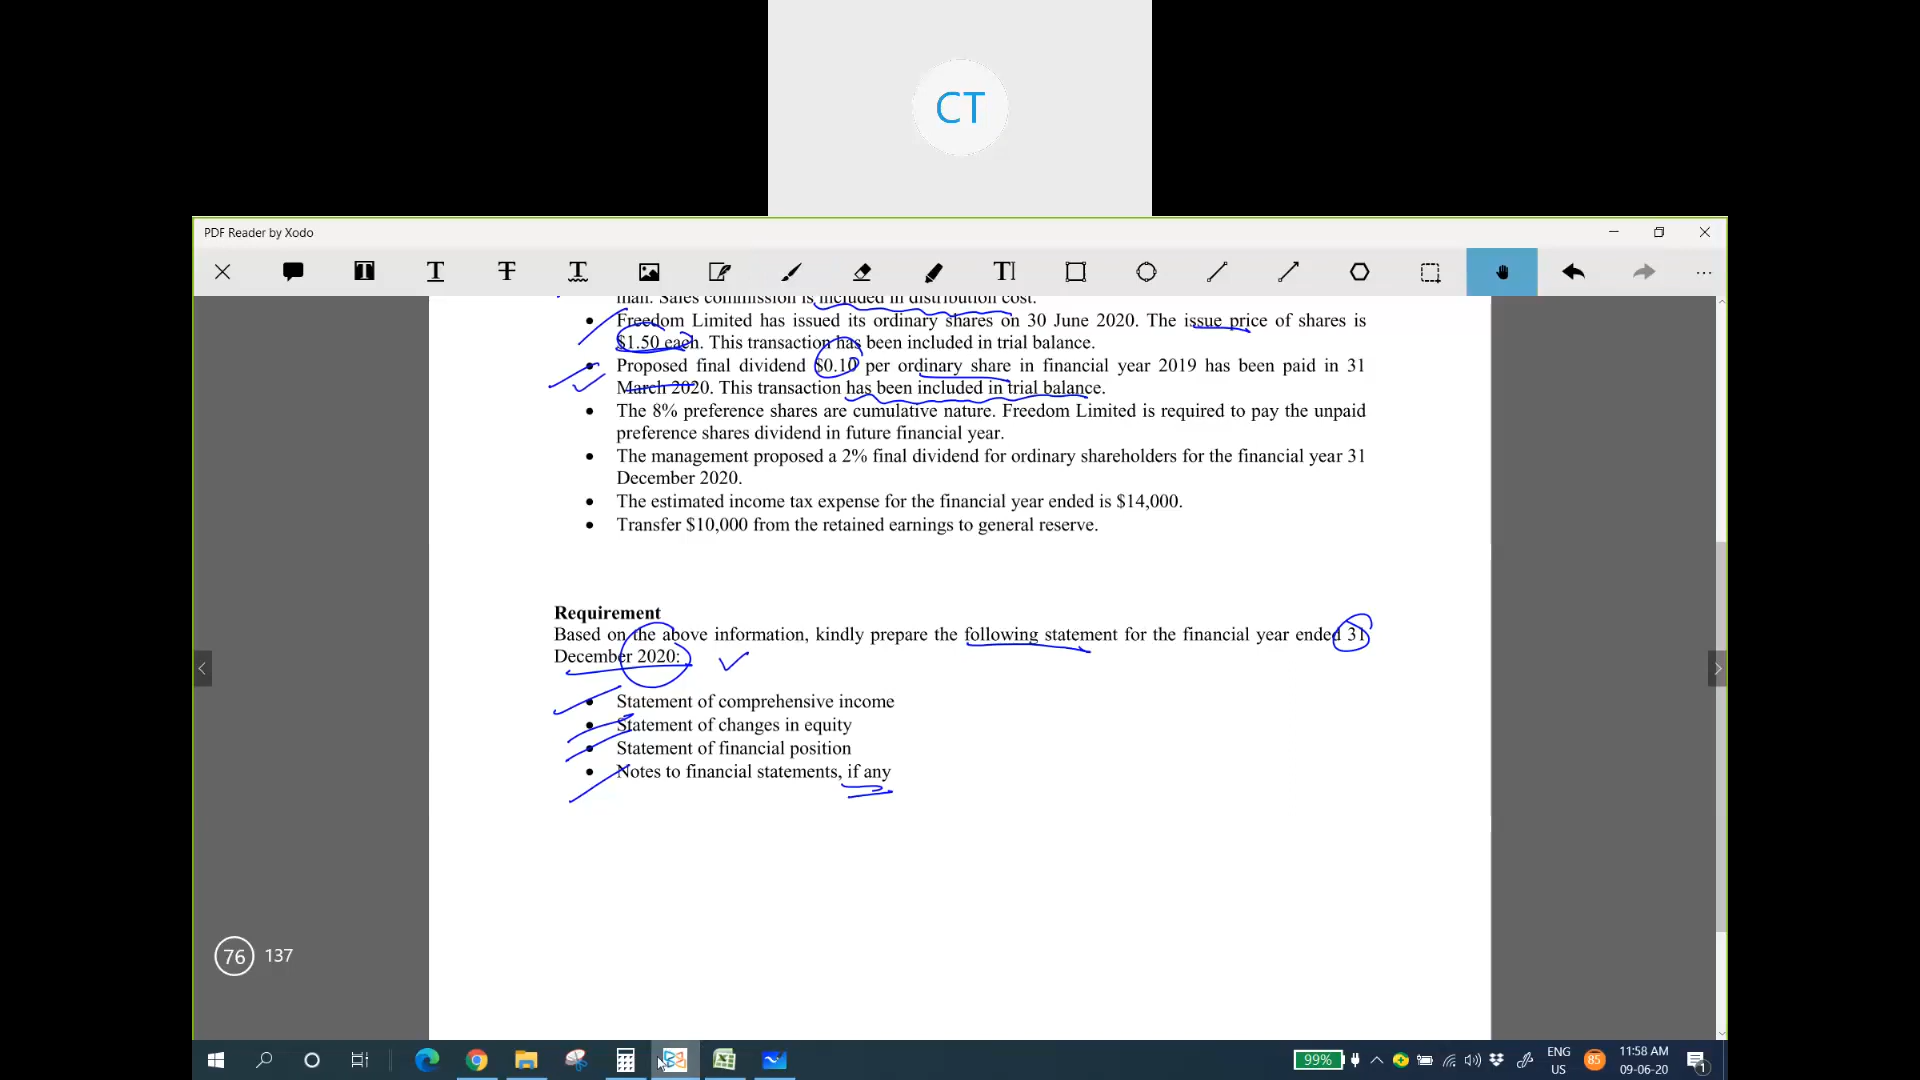 CT
PDF Reader by Xodo
man. Sales commission is included in distribution cost.
• Freedom Limited has issued its ordinary shares on 30 June 2020. The issue price of shares is
$1.50 each. This transaction has been included in trial balance.
• Proposed final dividend $0.10 per ordinary share in financial year 2019 has been paid in 31
March 2020. This transaction has been included in trial balance.
• The 8% preference shares are cumulative nature. Freedom Limited is required to pay the unpaid
preference shares dividend in future financial year.
• The management proposed a 2% final dividend for ordinary shareholders for the financial year 31
December 2020.
• The estimated income tax expense for the financial year ended is $14,000.
• Transfer $10,000 from the retained earnings to general reserve.
Requirement
Based on the above information, kindly prepare the following statement for the financial year ended 31
December 2020:
• Statement of comprehensive income
• Statement of changes in equity
• Statement of financial position
• Notes to financial statements, if any
76 137
99%
ENG
US
85
11:58 AM
09-06-20
1